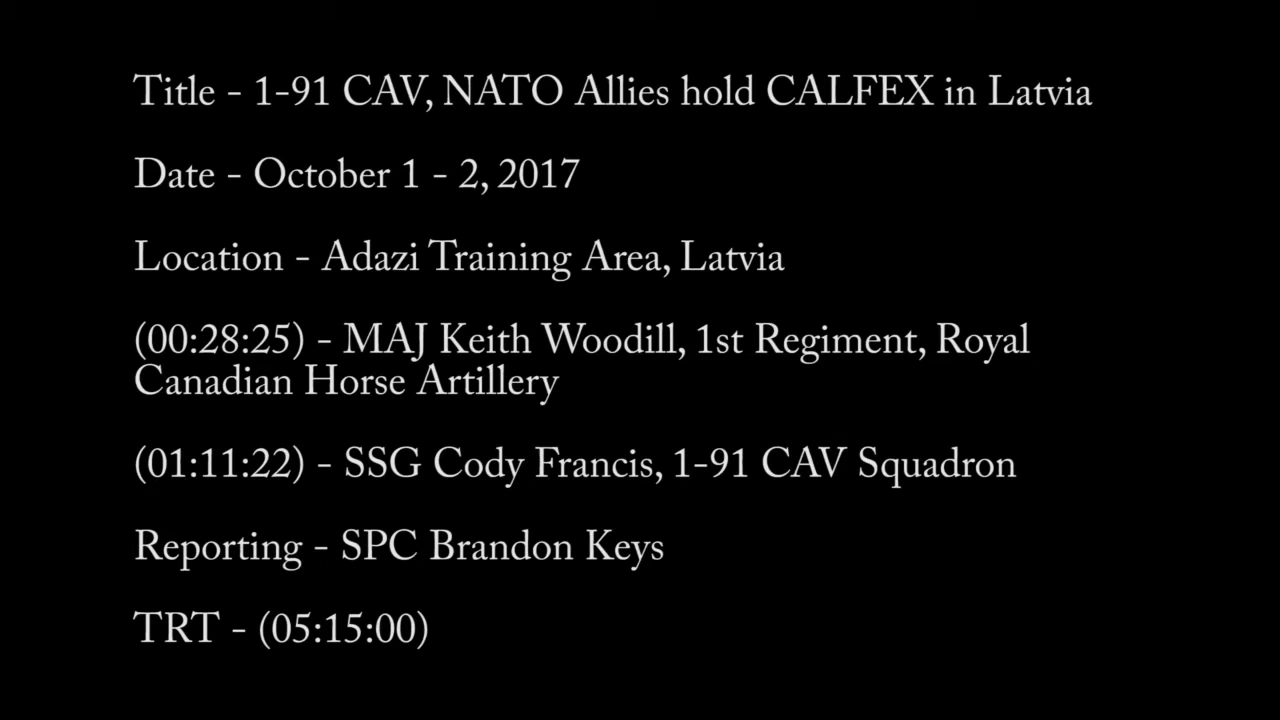 Title - 1-91 CAV, NATO Allies hold CALFEX in Latvia
Date - October 1 - 2, 2017
Location - Adazi Training Area, Latvia
(00:28:25) - MAJ Keith Woodill, 1st Regiment, Royal
Canadian Horse Artillery
(01:11:22) - SSG Cody Francis, 1-91 CAV Squadron
Reporting - SPC Brandon Keys
TRT - (05:15:00)